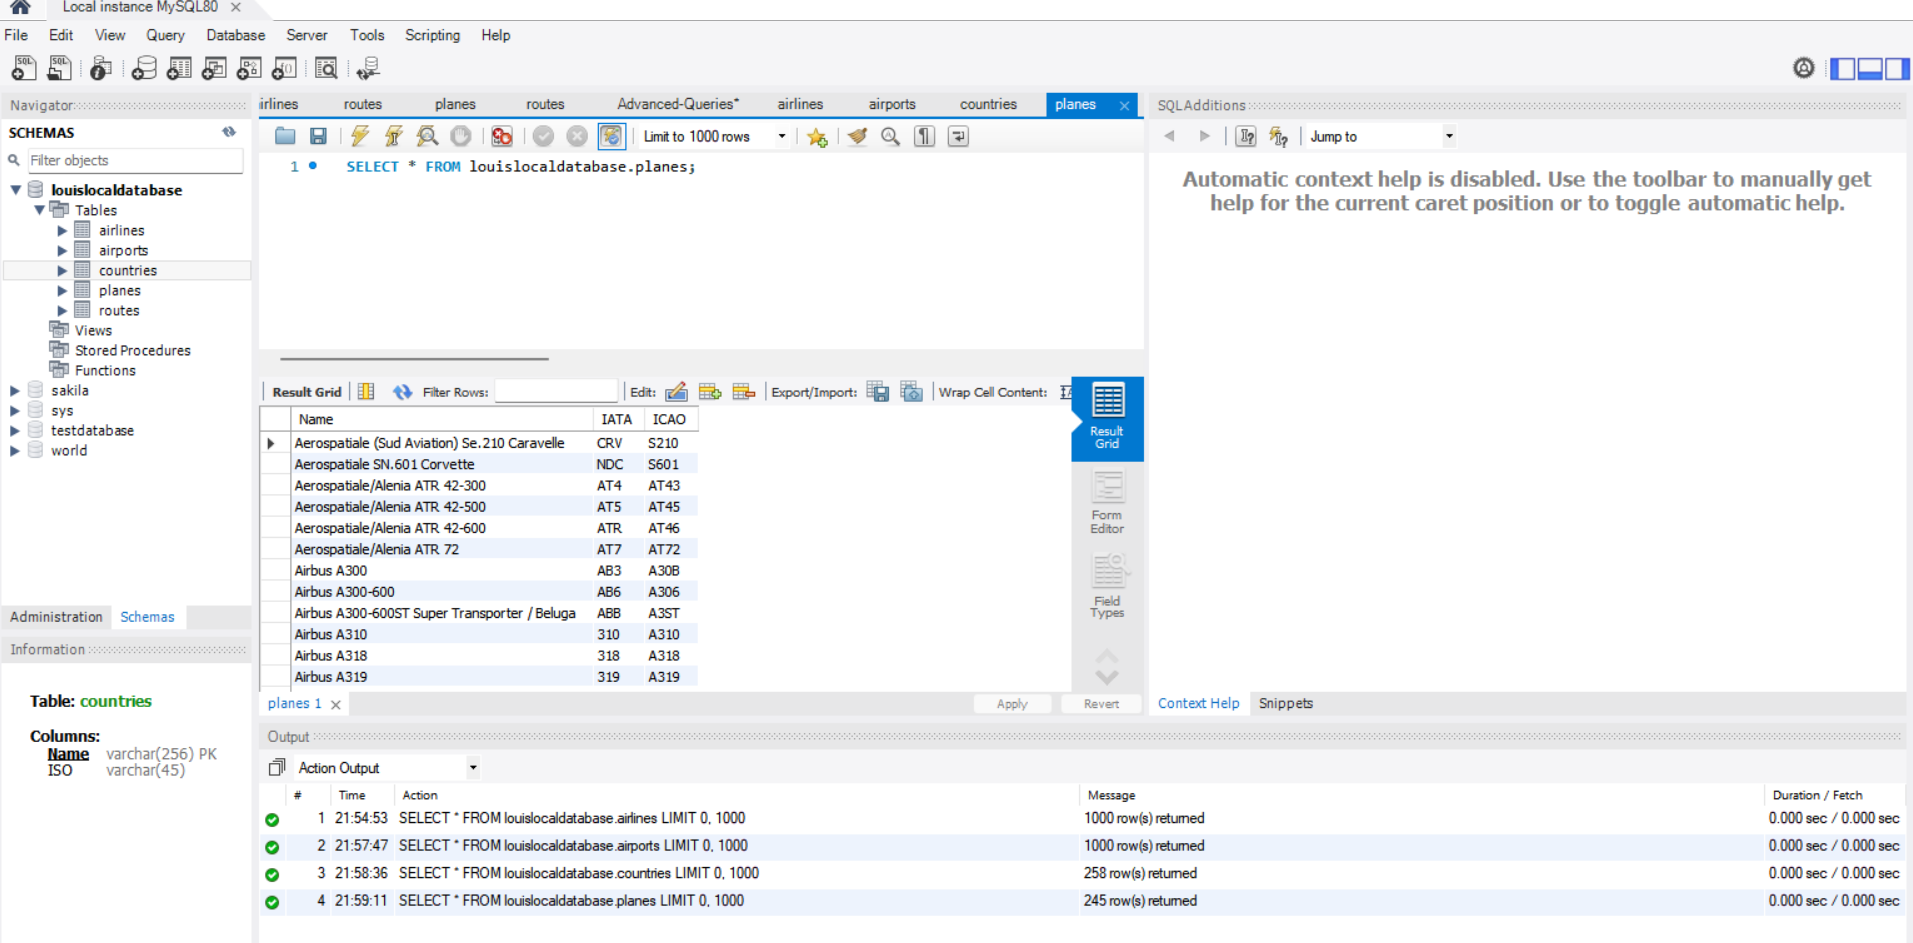 Local instance MySQL80
File Edit View Query Database Server Tools Scripting Help
Navigator
SCHEMAS
Filter objects
louislocaldatabase
Tables
airlines
airports
countries
planes
routes
Views
Stored Procedures
Functions
sakila
sys
testdatabase
world
Administration Schemas
Information
Table: countries
Columns:
Name varchar(256) PK
ISO varchar(45)
irlines routes planes routes Advanced-Queries* airlines airports countries planes
Limit to 1000 rows
1 SELECT * FROM louislocaldatabase.planes;
Result Grid Filter Rows: Edit: Export/Import: Wrap Cell Content:
Name IATA ICAO
Aerospatiale (Sud Aviation) Se.210 Caravelle CRV S210
Aerospatiale SN.601 Corvette NDC S601
Aerospatiale/Alenia ATR 42-300 AT4 AT43
Aerospatiale/Alenia ATR 42-500 AT5 AT45
Aerospatiale/Alenia ATR 42-600 ATR AT46
Aerospatiale/Alenia ATR 72 AT7 AT72
Airbus A300 AB3 A30B
Airbus A300-600 AB6 A306
Airbus A300-600ST Super Transporter / Beluga ABB A3ST
Airbus A310 310 A310
Airbus A318 318 A318
Airbus A319 319 A319
Result
Grid
Form
Editor
Field
Types
planes 1 Apply Revert
SQLAdditions
Jump to
Automatic context help is disabled. Use the toolbar to manually get
help for the current caret position or to toggle automatic help.
Context Help Snippets
Output
Action Output
# Time Action Message Duration / Fetch
1 21:54:53 SELECT * FROM louislocaldatabase.airlines LIMIT 0, 1000 1000 row(s) returned 0.000 sec / 0.000 sec
2 21:57:47 SELECT * FROM louislocaldatabase.airports LIMIT 0, 1000 1000 row(s) returned 0.000 sec / 0.000 sec
3 21:58:36 SELECT * FROM louislocaldatabase.countries LIMIT 0, 1000 258 row(s) returned 0.000 sec / 0.000 sec
4 21:59:11 SELECT * FROM louislocaldatabase.planes LIMIT 0, 1000 245 row(s) returned 0.000 sec / 0.000 sec